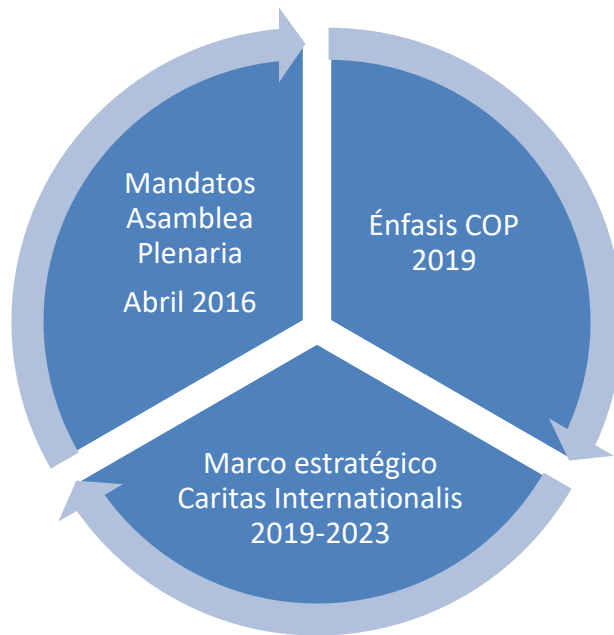 Mandatos
Asamblea
Plenaria
Abril 2016
Énfasis COP
2019
Marco estratégico
Caritas Internationalis
2019-2023